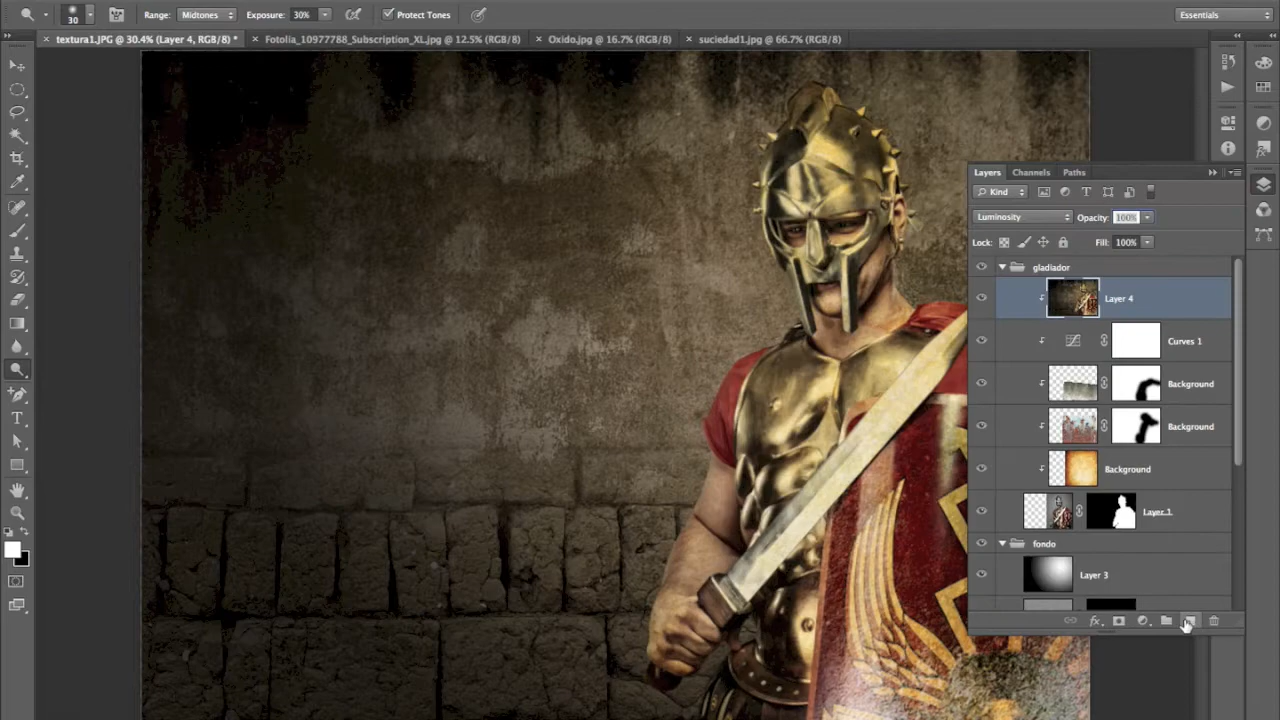 30 Range: Midtones Exposure: 30% Protect Tones Essentials
textura1.JPG @ 30.4% (Layer 4, RGB/8) * Fotolia_10977788_Subscription_XL.jpg @ 12.5% (RGB/8) Oxido.jpg @ 16.7% (RGB/8) suciedad1.jpg @ 66.7% (RGB/8)
Layers Channels Paths
Kind
Luminosity Opacity: 100%
Lock: Fill: 100%
gladiador
Layer 4
Curves 1
Background
Background
Background
Layer 1
fondo
Layer 3
fx